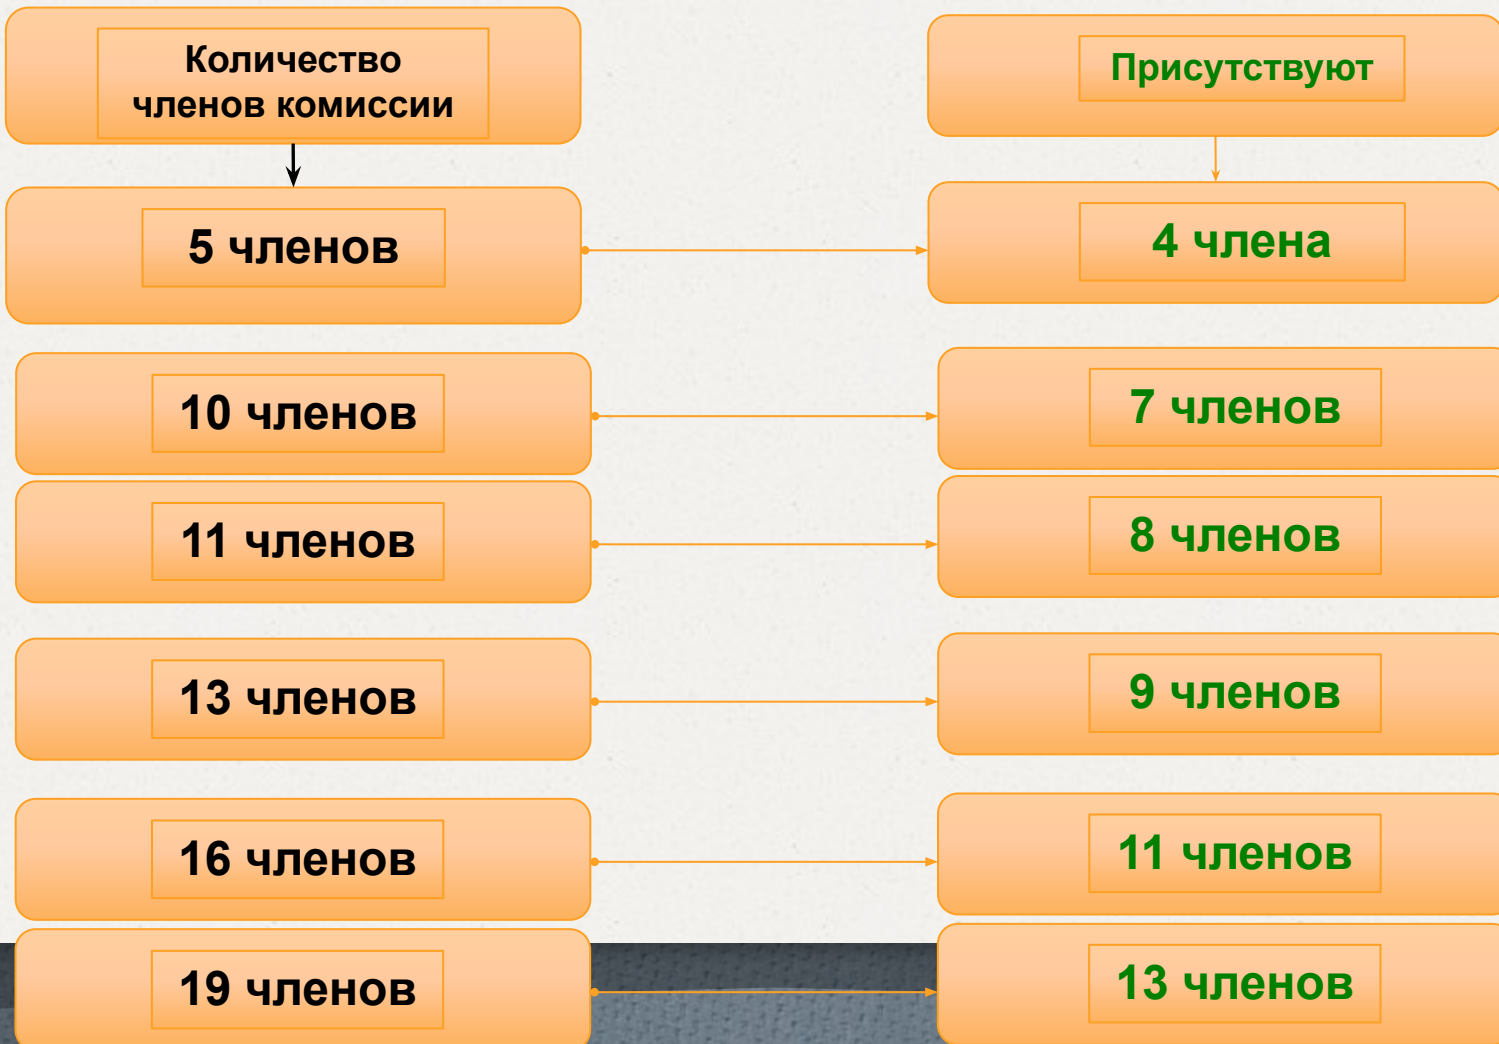 Количество
членов комиссии
Присутствуют
5 членов
4 члена
10 членов
7 членов
11 членов
8 членов
13 членов
9 членов
16 членов
11 членов
19 членов
13 членов